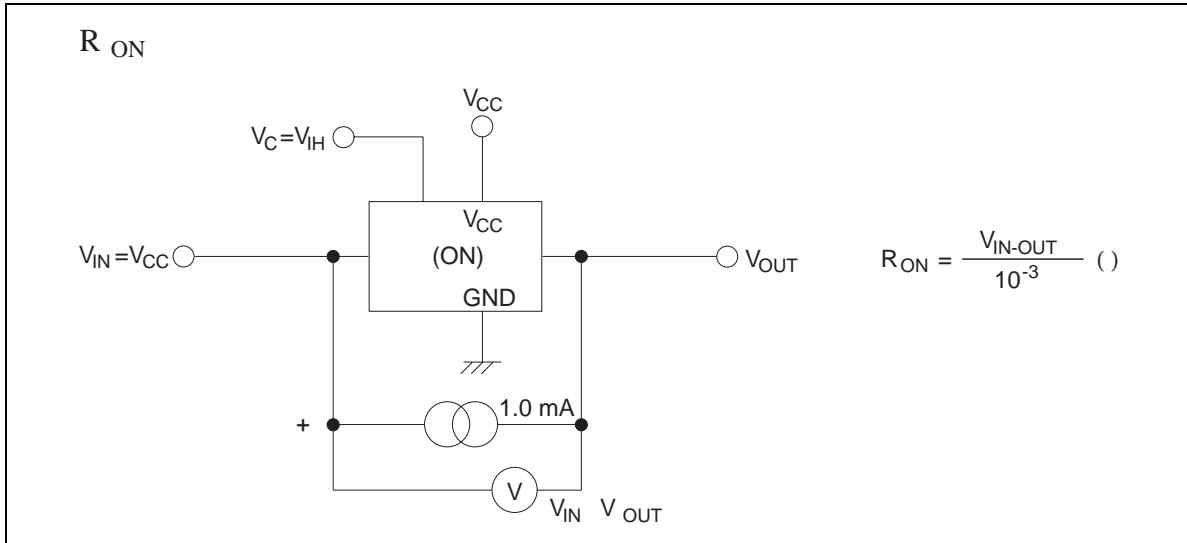 R ON
VCC
VC=VIH
VCC
VIN=VCC
(ON)
VOUT
RON = VIN-OUT / 10-3 ( )
GND
1.0 mA
+
V
VIN VOUT